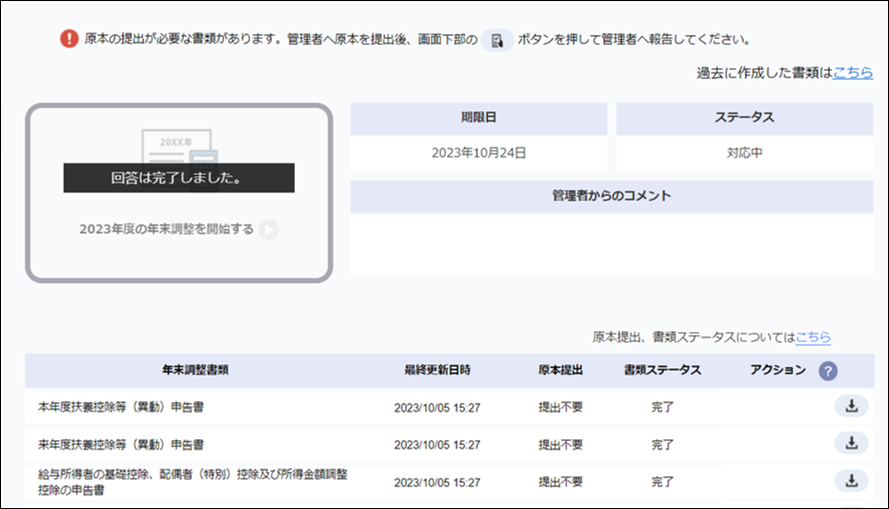 原本の提出が必要な書類があります。管理者へ原本を提出後、画面下部の ボタンを押して管理者へ報告してください。
過去に作成した書類はこちら
20XX年
回答は完了しました。
2023年度の年末調整を開始する
期限日 ステータス
2023年10月24日 対応中
管理者からのコメント
原本提出、書類ステータスについてはこちら
年末調整書類 最終更新日時 原本提出 書類ステータス アクション ?
本年度扶養控除等（異動）申告書 2023/10/05 15:27 提出不要 完了
来年度扶養控除等（異動）申告書 2023/10/05 15:27 提出不要 完了
給与所得者の基礎控除、配偶者（特別）控除及び所得金額調整
控除の申告書 2023/10/05 15:27 提出不要 完了